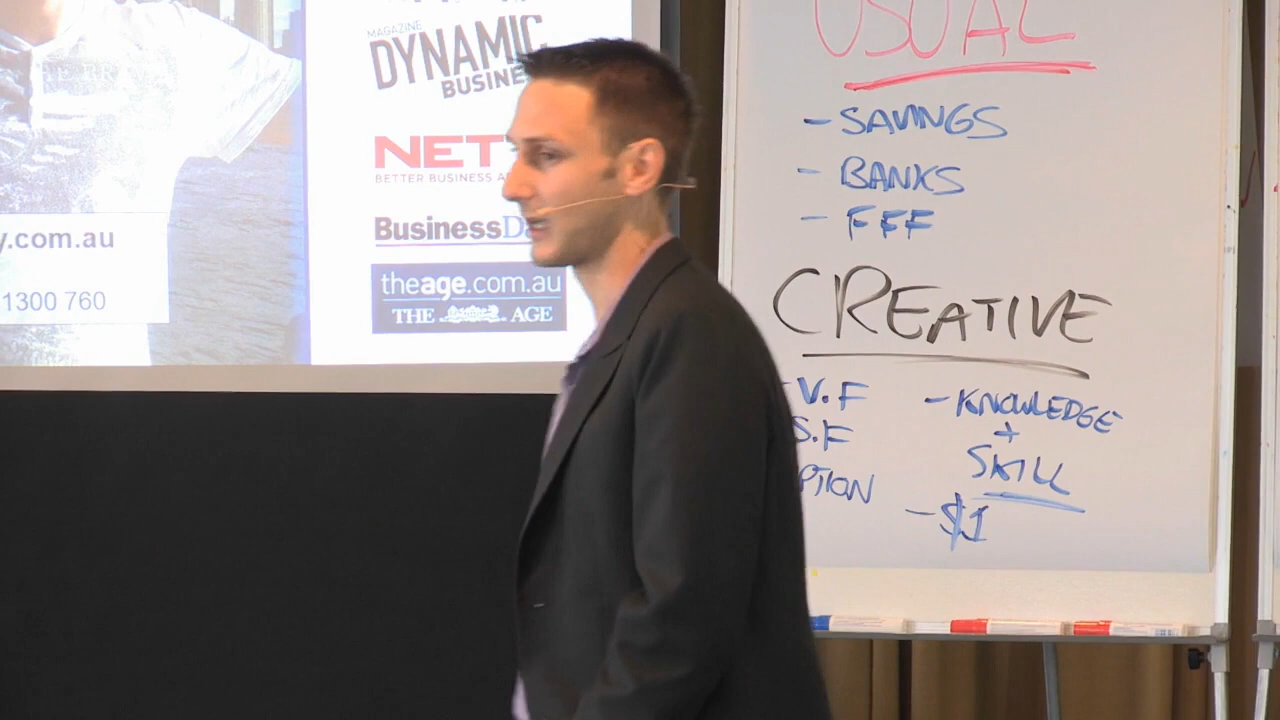 MAGAZINE
DYNAMIC
BUSINE
NET
BETTER BUSINESS A
BusinessDa
theage.com.au
THE AGE
y.com.au
1300 760
USUAL
- SAVINGS
- BANKS
- FFF
CREATIVE
- V.F
S.F
PTION
- KNOWLEDGE
+
SKILL
- $1